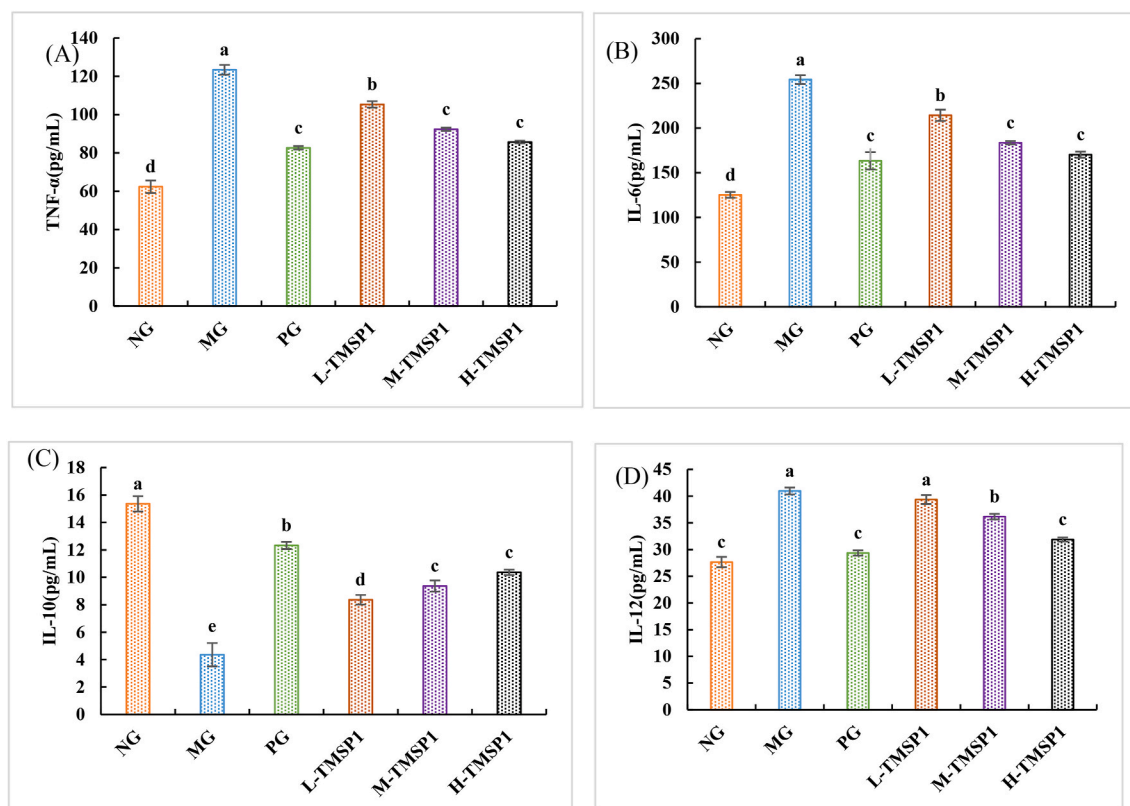 (A)
TNF-α(pg/mL)
140
120
100
80
60
40
20
0
d
a
c
b
c
c
NG
MG
PG
L-TMSP1
M-TMSP1
H-TMSP1
(B)
IL-6(pg/mL)
300
250
200
150
100
50
0
d
a
c
b
c
c
NG
MG
PG
L-TMSP1
M-TMSP1
H-TMSP1
(C)
IL-10(pg/mL)
18
16
14
12
10
8
6
4
2
0
a
e
b
d
c
c
NG
MG
PG
L-TMSP1
M-TMSP1
H-TMSP1
(D)
IL-12(pg/mL)
45
40
35
30
25
20
15
10
5
0
c
a
c
a
b
c
NG
MG
PG
L-TMSP1
M-TMSP1
H-TMSP1